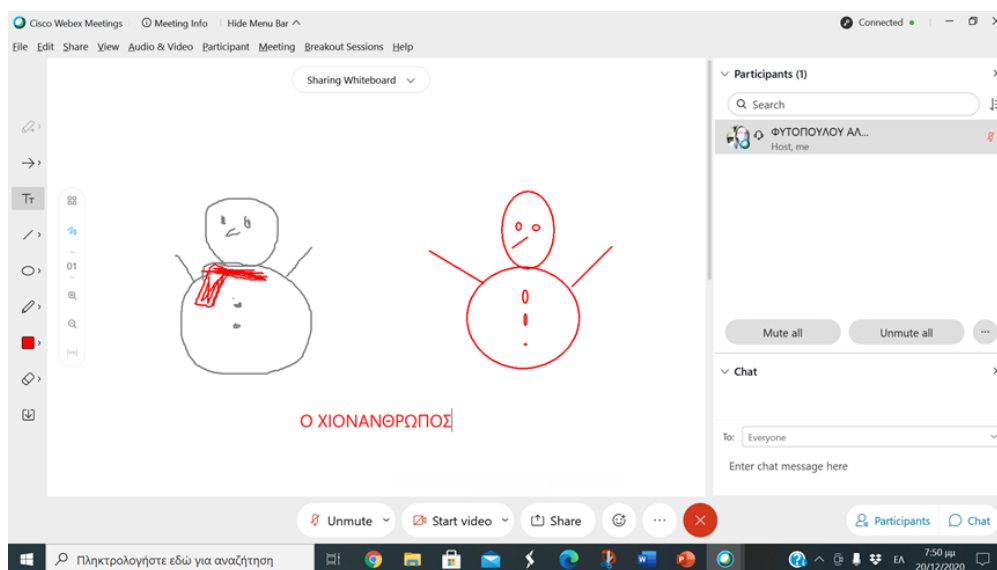 Cisco Webex Meetings
Meeting Info
Hide Menu Bar
Connected
File Edit Share View Audio & Video Participant Meeting Breakout Sessions Help
Sharing Whiteboard
Participants (1)
Search
ΦΥΤΟΠΟΥΛΟΥ ΑΛ...
Host, me
Tт
01
Mute all
Unmute all
Chat
Ο ΧΙΟΝΑΝΘΡΩΠΟΣ
To: Everyone
Enter chat message here
Unmute
Start video
Share
Participants
Chat
Πληκτρολογήστε εδώ για αναζήτηση
ΕΛ
7:50 μμ
20/12/2020